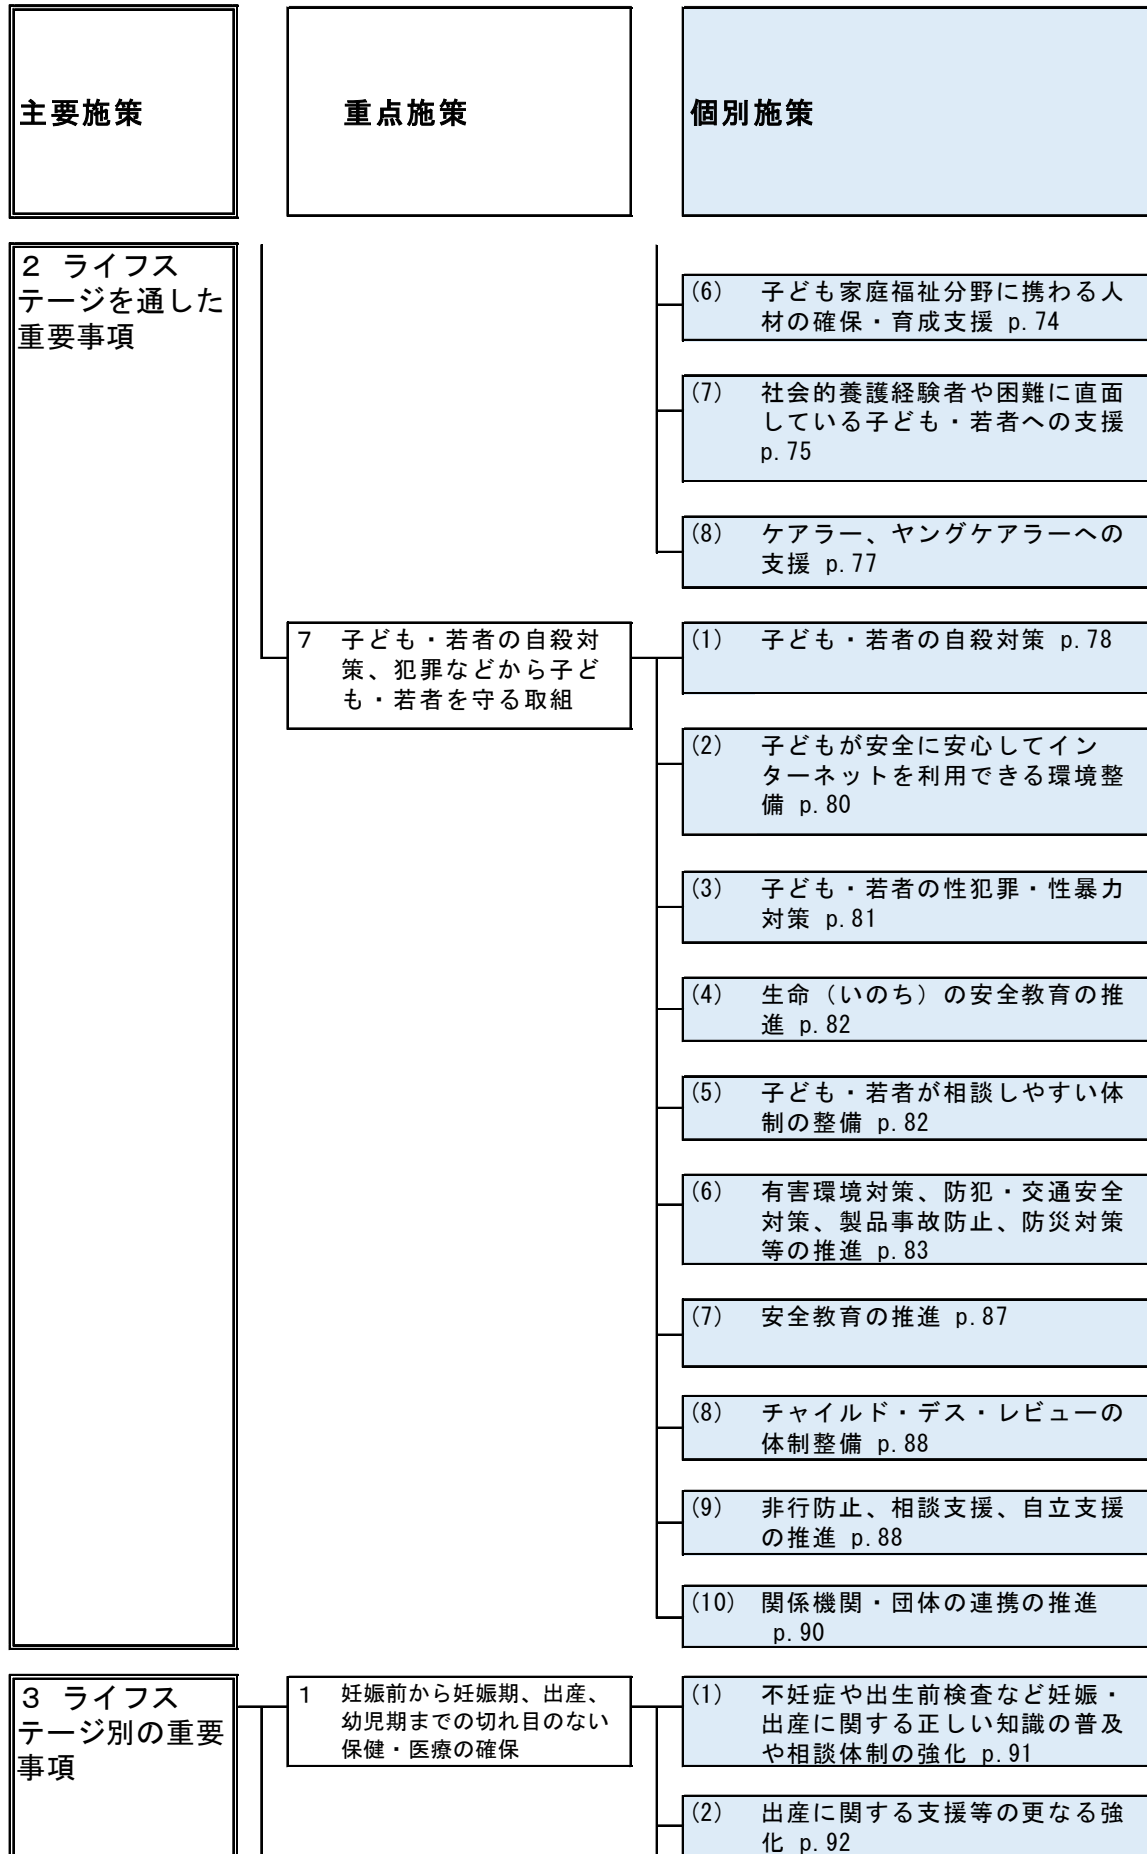 主要施策
重点施策
個別施策
２　ライフス
テージを通した
重要事項
(6)　子ども家庭福祉分野に携わる人
材の確保・育成支援 p.74
(7)　社会的養護経験者や困難に直面
している子ども・若者への支援
p.75
(8)　ケアラー、ヤングケアラーへの
支援 p.77
７　子ども・若者の自殺対
策、犯罪などから子ど
も・若者を守る取組
(1)　子ども・若者の自殺対策 p.78
(2)　子どもが安全に安心してイン
ターネットを利用できる環境整
備 p.80
(3)　子ども・若者の性犯罪・性暴力
対策 p.81
(4)　生命（いのち）の安全教育の推
進 p.82
(5)　子ども・若者が相談しやすい体
制の整備 p.82
(6)　有害環境対策、防犯・交通安全
対策、製品事故防止、防災対策
等の推進 p.83
(7)　安全教育の推進 p.87
(8)　チャイルド・デス・レビューの
体制整備 p.88
(9)　非行防止、相談支援、自立支援
の推進 p.88
(10)　関係機関・団体の連携の推進
p.90
３　ライフス
テージ別の重要
事項
１　妊娠前から妊娠期、出産、
幼児期までの切れ目のない
保健・医療の確保
(1)　不妊症や出生前検査など妊娠・
出産に関する正しい知識の普及
や相談体制の強化 p.91
(2)　出産に関する支援等の更なる強
化 p.92